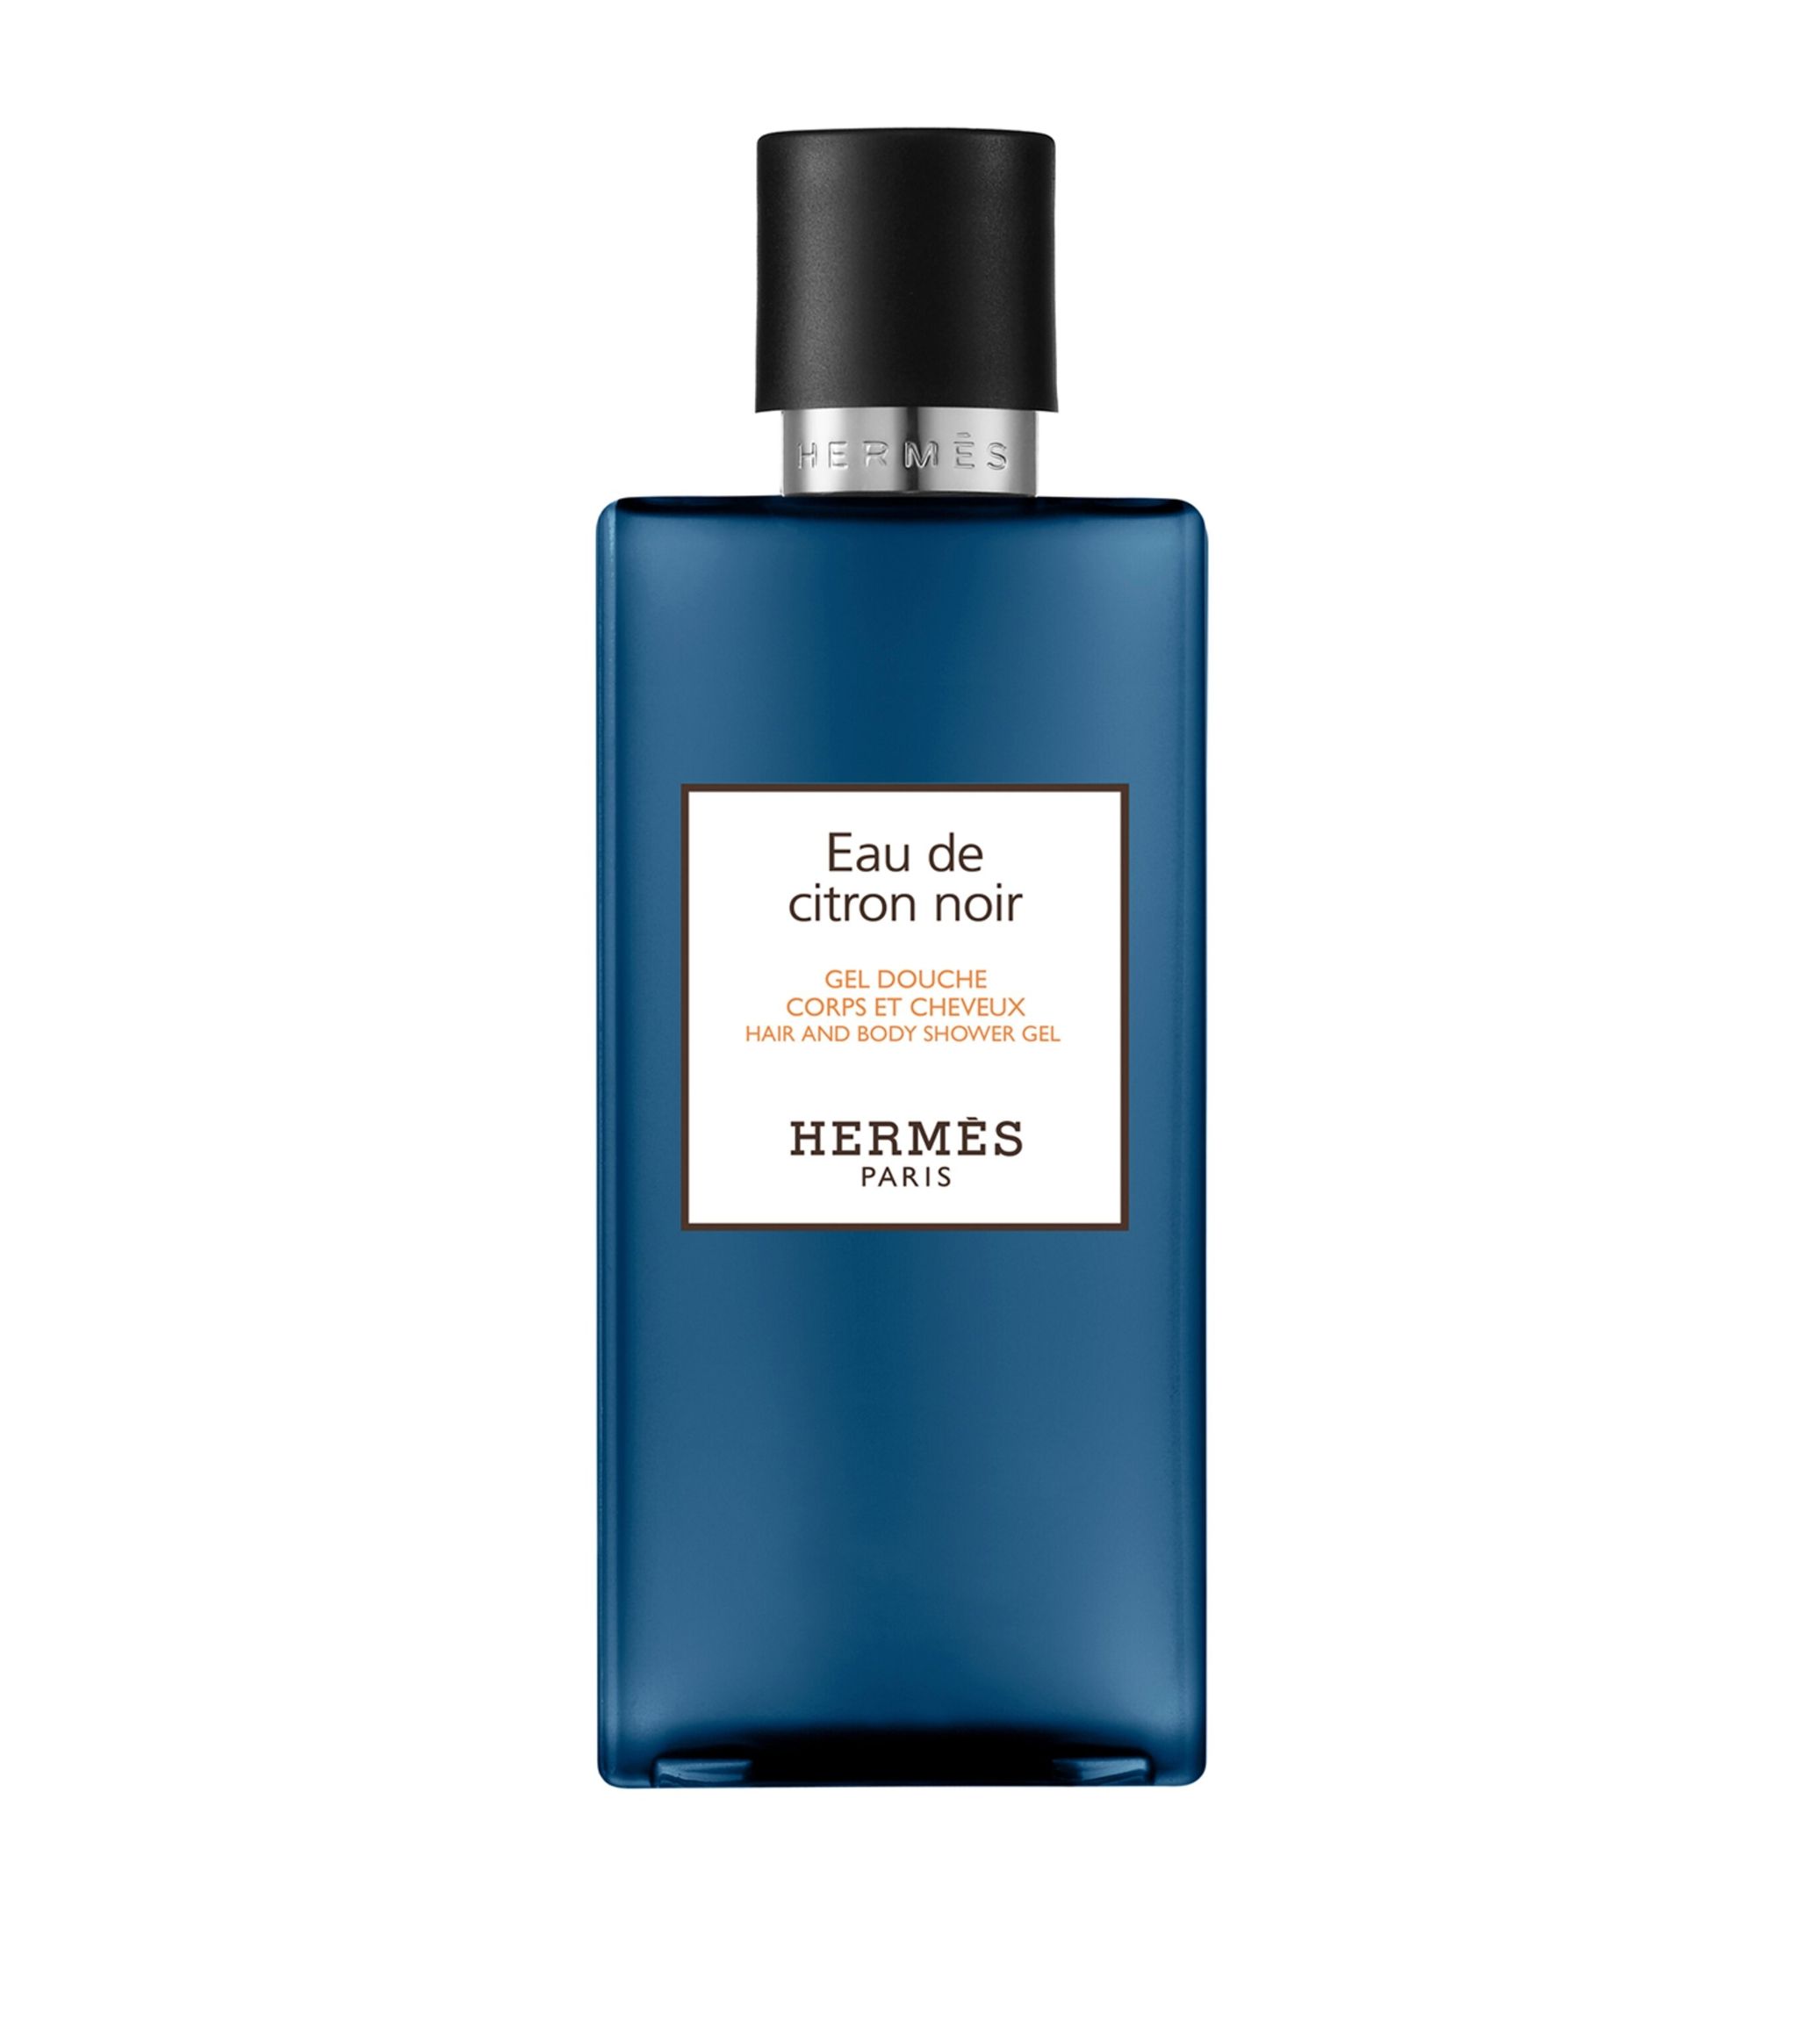 HERMÈS
Eau de
citron noir
GEL DOUCHE
CORPS ET CHEVEUX
HAIR AND BODY SHOWER GEL
HERMÈS
PARIS